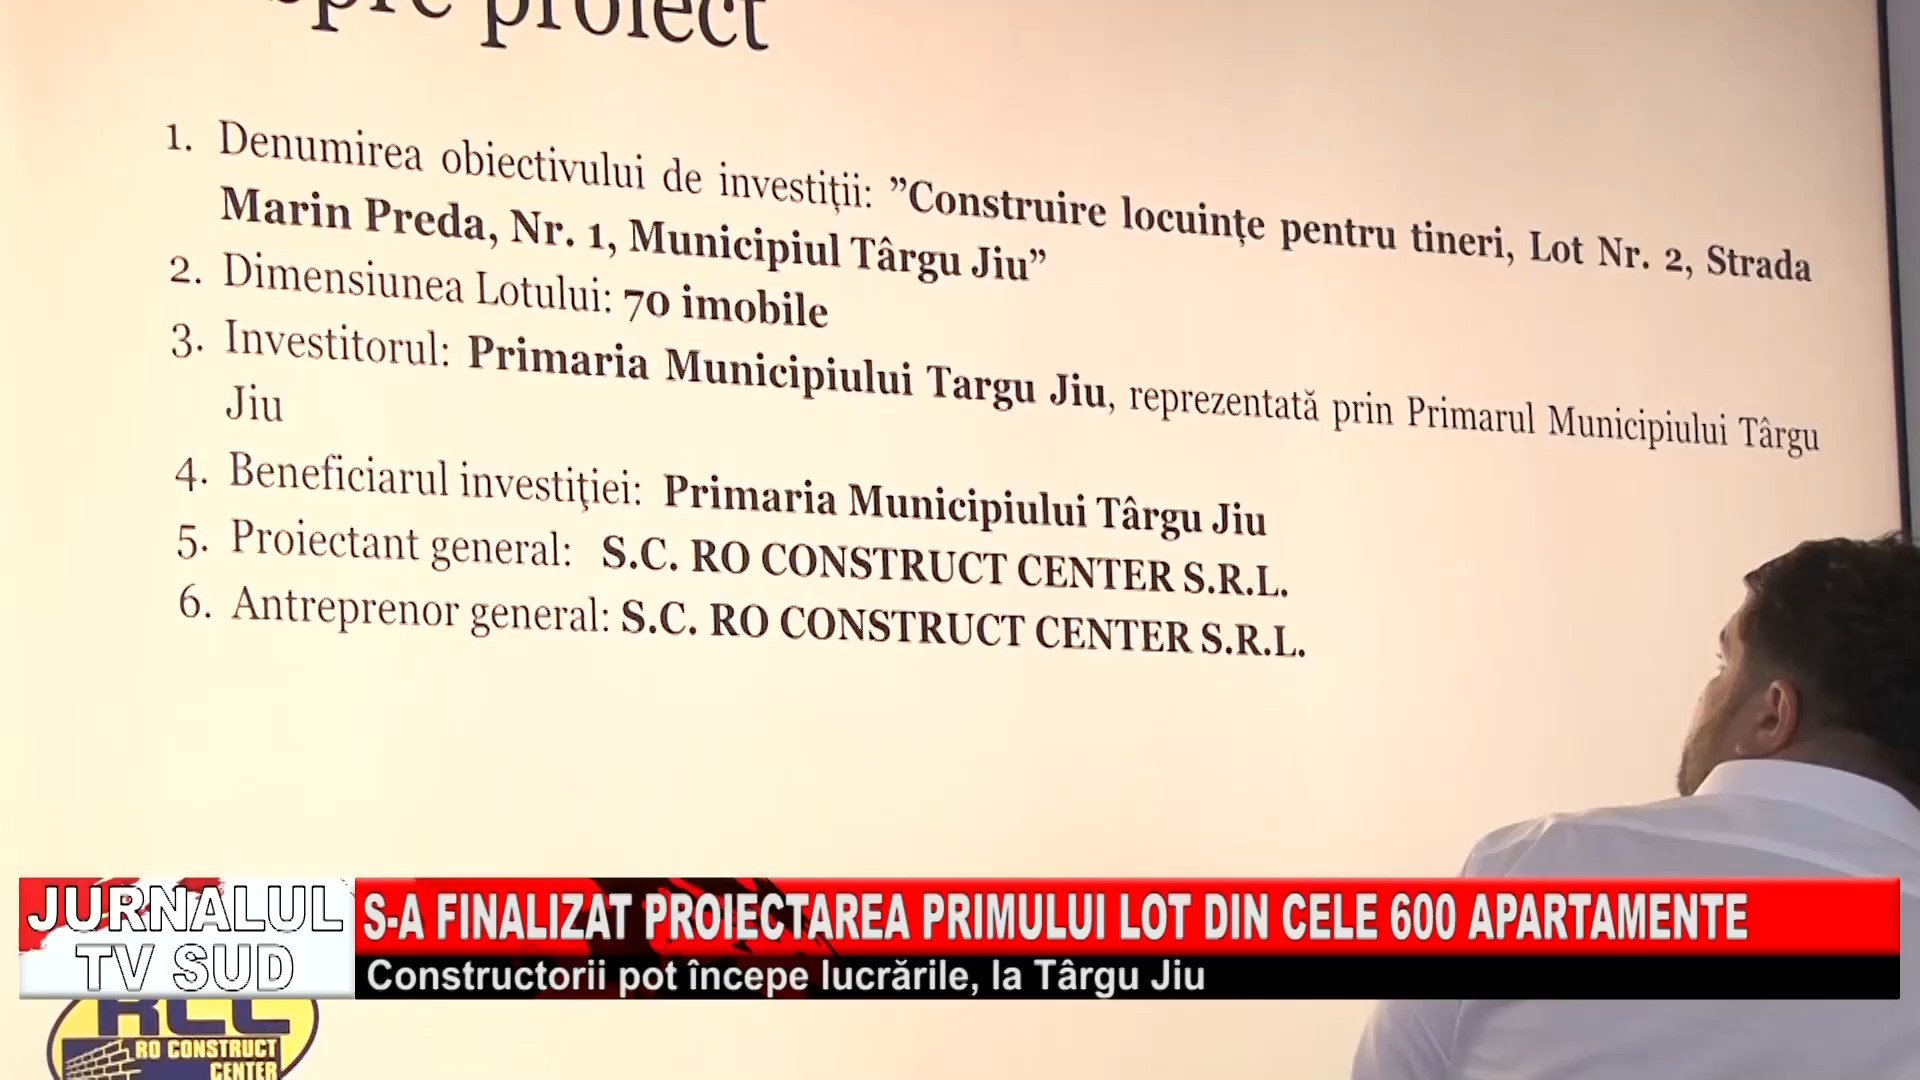 proiect
1. Denumirea obiectivului de investiții: ”Construire locuințe pentru tineri, Lot Nr. 2, Strada
Marin Preda, Nr. 1, Municipiul Târgu Jiu”
2. Dimensiunea Lotului: 70 imobile
3. Investitorul: Primaria Municipiului Targu Jiu, reprezentată prin Primarul Municipiului Târgu
Jiu
4. Beneficiarul investiţiei: Primaria Municipiului Târgu Jiu
5. Proiectant general: S.C. RO CONSTRUCT CENTER S.R.L.
6. Antreprenor general: S.C. RO CONSTRUCT CENTER S.R.L.
JURNALUL
TV SUD
S-A FINALIZAT PROIECTAREA PRIMULUI LOT DIN CELE 600 APARTAMENTE
Constructorii pot începe lucrările, la Târgu Jiu
RCC
RO CONSTRUCT
CENTER